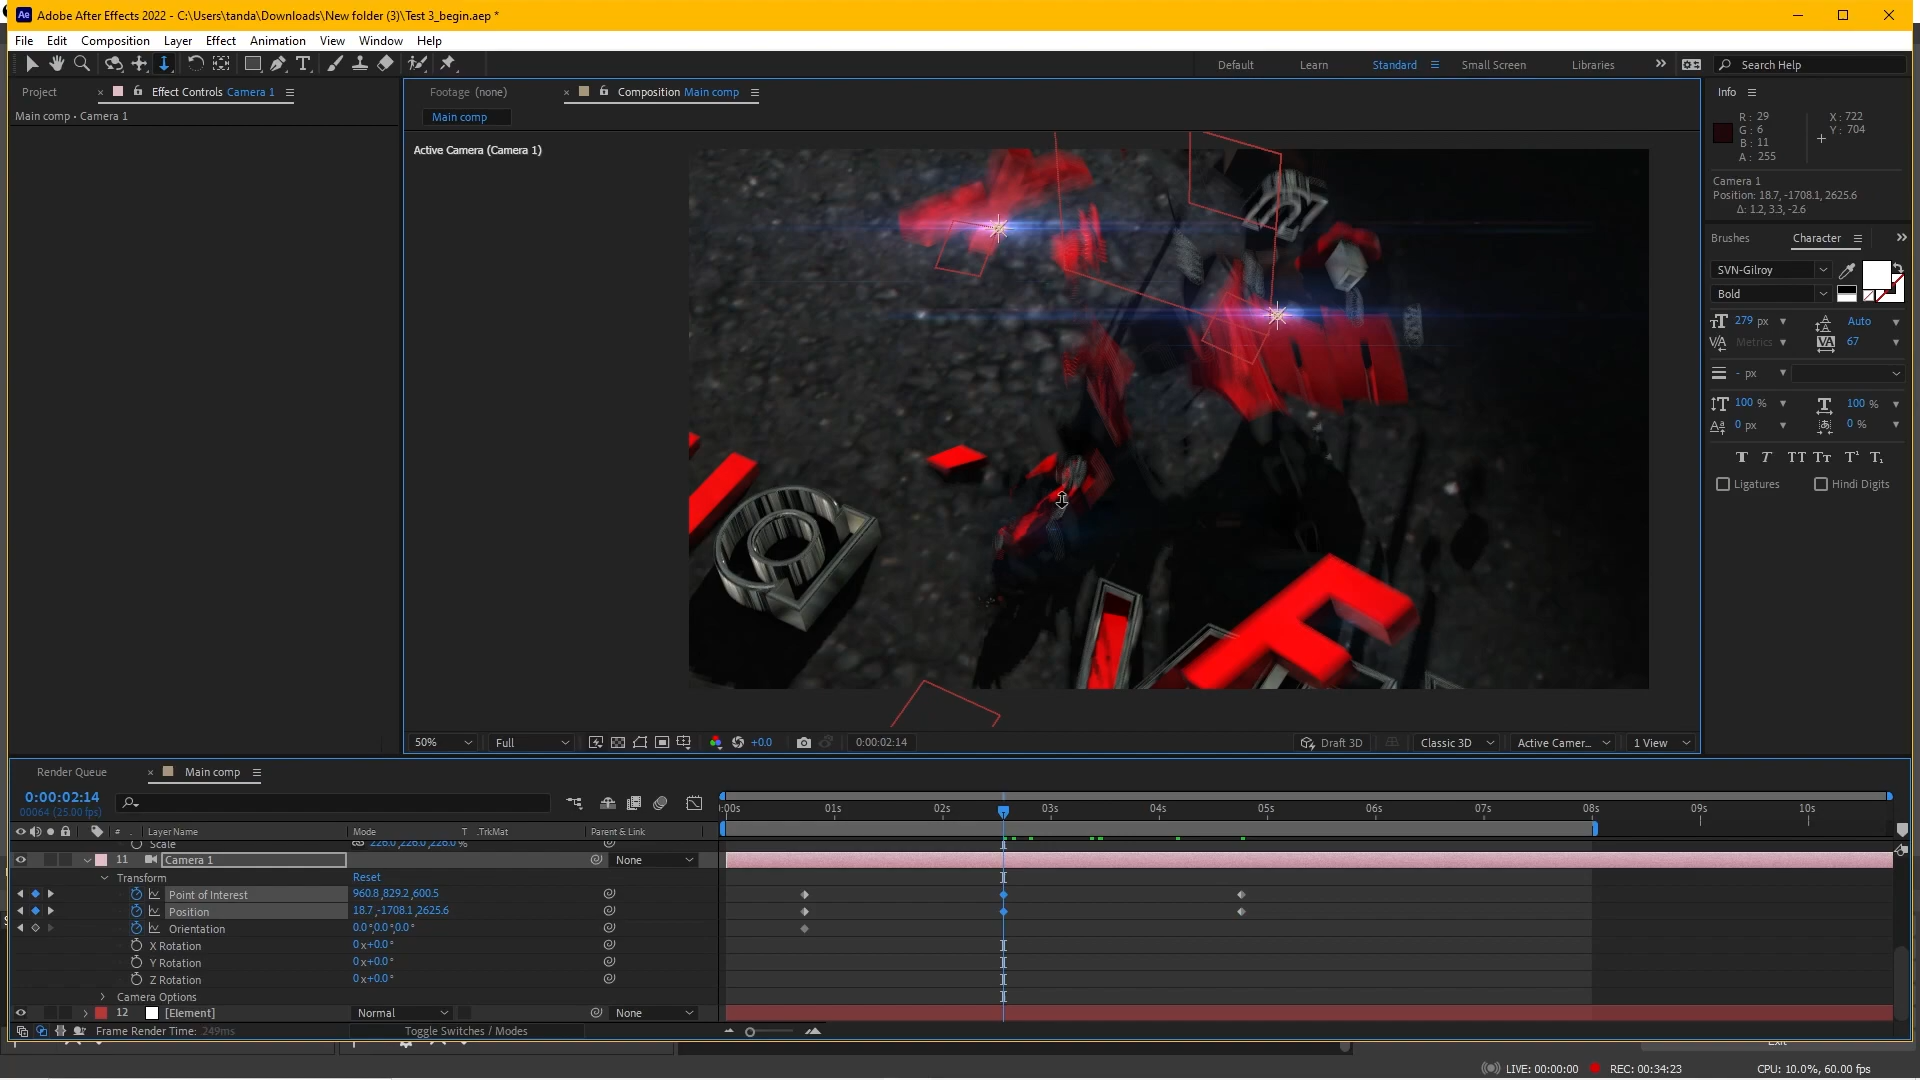 Adobe After Effects 2022 - C:\Users\tanda\Downloads\New folder (3)\Test 3_begin.aep *
File Edit Composition Layer Effect Animation View Window Help
Default Learn Standard Small Screen Libraries Search Help
Project Effect Controls Camera 1
Main comp • Camera 1
Footage (none) Composition Main comp
Main comp
Active Camera (Camera 1)
Info
R: 29
G: 6
B: 11
A: 255
X: 722
Y: 704
Camera 1
Position: 18.7, -1708.1, 2625.6
Δ: 1.2, 3.3, -2.6
Brushes Character
SVN-Gilroy
Bold
279 px Auto
Metrics 67
- px
100 % 100 %
0 px 0 %
Ligatures Hindi Digits
50% Full +0.0 0:00:02:14 Draft 3D Classic 3D Active Camer... 1 View
Render Queue Main comp
0:00:02:14
00064 (25.00 fps)
:00s 01s 02s 03s 04s 05s 06s 07s 08s 09s 10s
# Layer Name Mode T .TrkMat Parent & Link
Scale 226.0,226.0,226.0%
11 Camera 1 None
Transform Reset
Point of Interest 960.8,829.2,600.5
Position 18.7,-1708.1,2625.6
Orientation 0.0°,0.0°,0.0°
X Rotation 0x+0.0°
Y Rotation 0x+0.0°
Z Rotation 0x+0.0°
Camera Options
12 [Element] Normal None
Frame Render Time: 249ms Toggle Switches / Modes
Exit
LIVE: 00:00:00 REC: 00:34:23 CPU: 10.0%, 60.00 fps